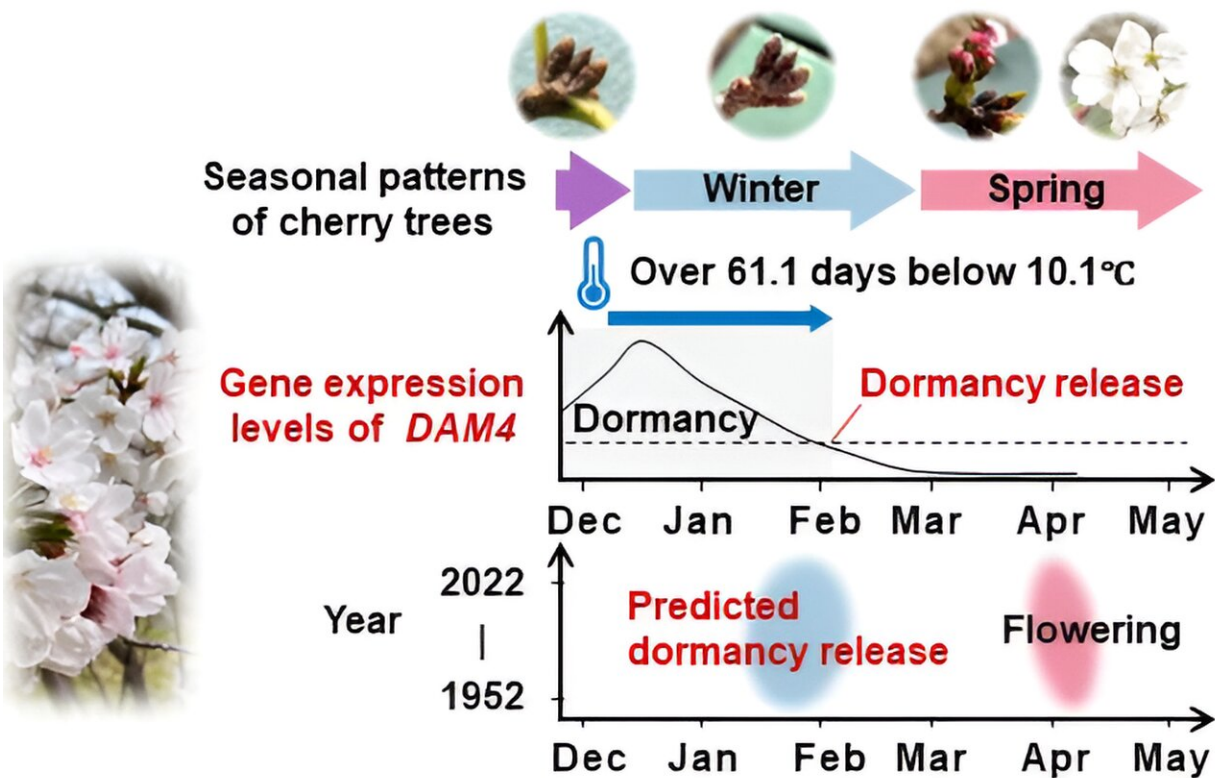 Seasonal patterns
of cherry trees
Winter
Spring
Over 61.1 days below 10.1℃
Gene expression
levels of DAM4
Dormancy
Dormancy release
Dec Jan Feb Mar Apr May
Year
2022
|
1952
Predicted
dormancy release
Flowering
Dec Jan Feb Mar Apr May